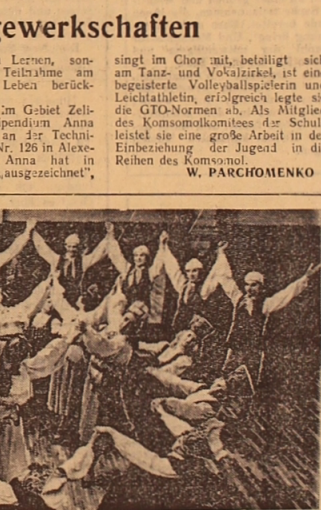 gewerkschaften
Lernen, son-
Teilnahme am
Leben berück-
im Gebiet Zeli-
ipendium Anna
an der Techni-
Nr. 126 in Alexe-
Anna hat in
„ausgezeichnet",
singt im Chor mit, beteiligt sich
am Tanz- und Vokalzirkel, ist eine
begeisterte Volleyballspielerin und
Leichtathletin, erfolgreich legte sie
die GTO-Normen ab. Als Mitglied
des Komsomolkomitees der Schule
leistet sie eine große Arbeit in der
Einbeziehung der Jugend in die
Reihen des Komsomol.
W. PARCHOMENKO